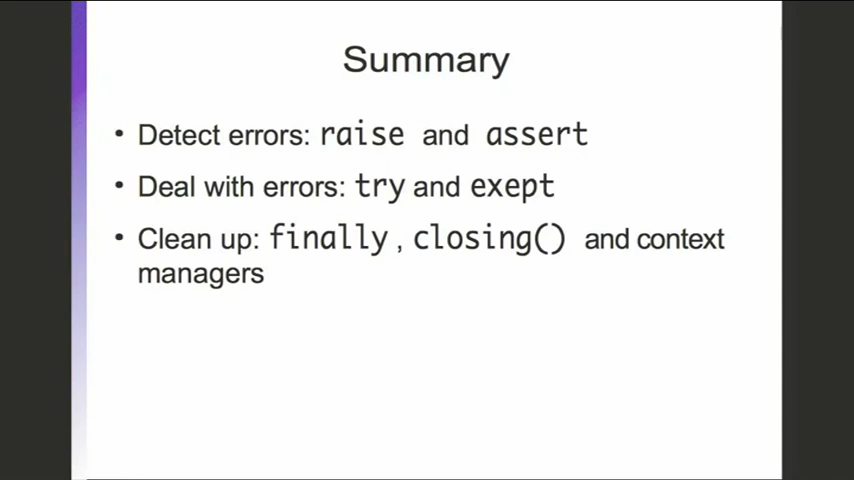 Summary
• Detect errors: raise and assert
• Deal with errors: try and exept
• Clean up: finally, closing() and context
managers